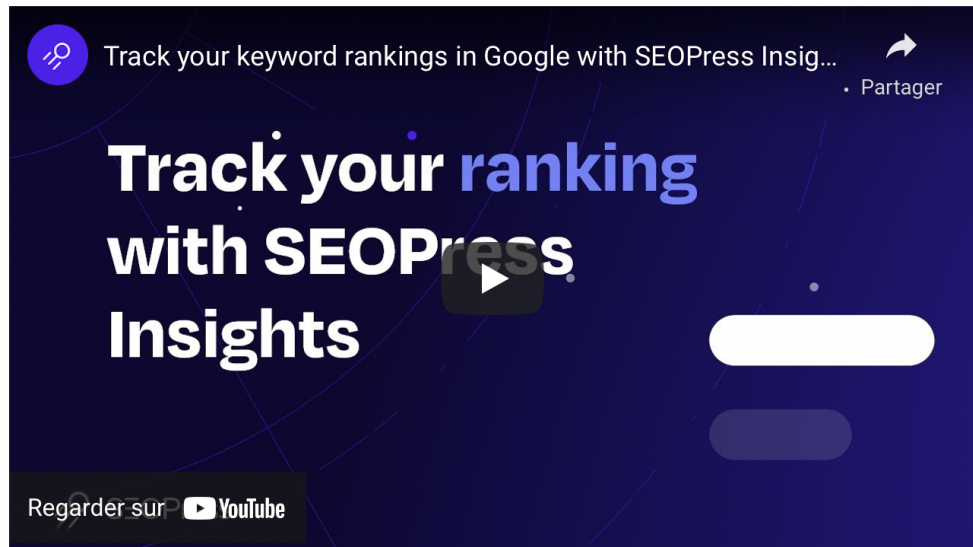 Track your keyword rankings in Google with SEOPress Insig...
Partager
Track your ranking
with SEOPress
Insights
Regarder sur YouTube
SEOPress